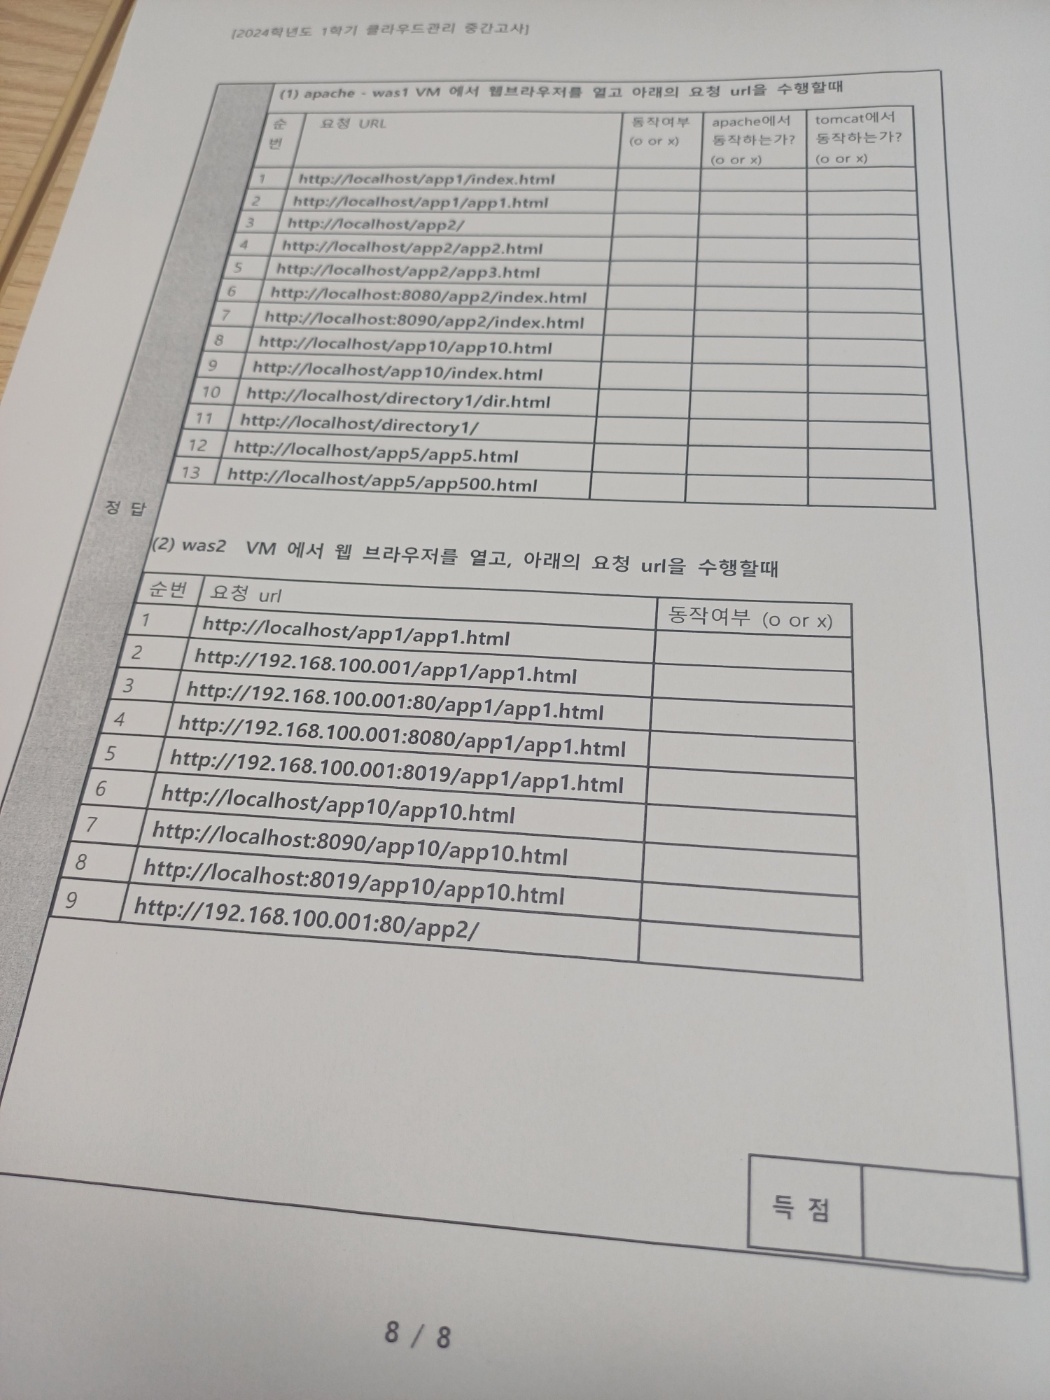 [2024학년도 1학기 클라우드관리 중간고사]
(1) apache - was1 VM 에서 웹브라우저를 열고 아래의 요청 url을 수행할때
순번 요청 URL 동작여부 (o or x) apache에서 동작하는가? (o or x) tomcat에서 동작하는가? (o or x)
1 http://localhost/app1/index.html
2 http://localhost/app1/app1.html
3 http://localhost/app2/
4 http://localhost/app2/app2.html
5 http://localhost/app2/app3.html
6 http://localhost:8080/app2/index.html
7 http://localhost:8090/app2/index.html
8 http://localhost/app10/app10.html
9 http://localhost/app10/index.html
10 http://localhost/directory1/dir.html
11 http://localhost/directory1/
12 http://localhost/app5/app5.html
13 http://localhost/app5/app500.html
정 답
(2) was2 VM 에서 웹 브라우저를 열고, 아래의 요청 url을 수행할때
순번 요청 url 동작여부 (o or x)
1 http://localhost/app1/app1.html
2 http://192.168.100.001/app1/app1.html
3 http://192.168.100.001:80/app1/app1.html
4 http://192.168.100.001:8080/app1/app1.html
5 http://192.168.100.001:8019/app1/app1.html
6 http://localhost/app10/app10.html
7 http://localhost:8090/app10/app10.html
8 http://localhost:8019/app10/app10.html
9 http://192.168.100.001:80/app2/
득 점
8 / 8